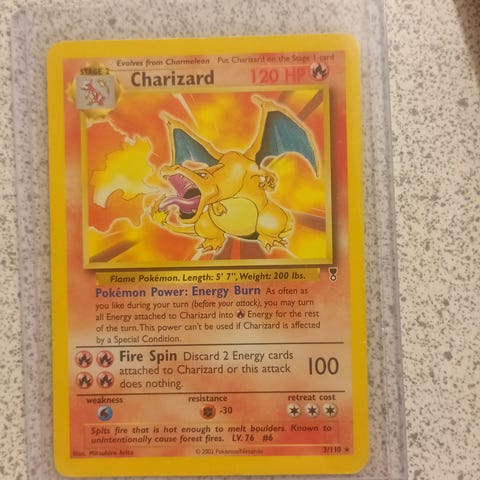 Evolves from Charmeleon Put Charizard on the Stage 1 card
STAGE 2
Charizard 120 HP
Flame Pokémon. Length: 5' 7", Weight: 200 lbs.
Pokémon Power: Energy Burn As often as
you like during your turn (before your attack), you may turn
all Energy attached to Charizard into Energy for the rest
of the turn. This power can't be used if Charizard is affected
by a Special Condition.
Fire Spin Discard 2 Energy cards
attached to Charizard or this attack
does nothing.
100
weakness resistance retreat cost
-30
Spits fire that is hot enough to melt boulders. Known to
unintentionally cause forest fires. LV. 76 #6
Illus. Mitsuhiro Arita © 2002 Pokémon/Nintendo 3/110